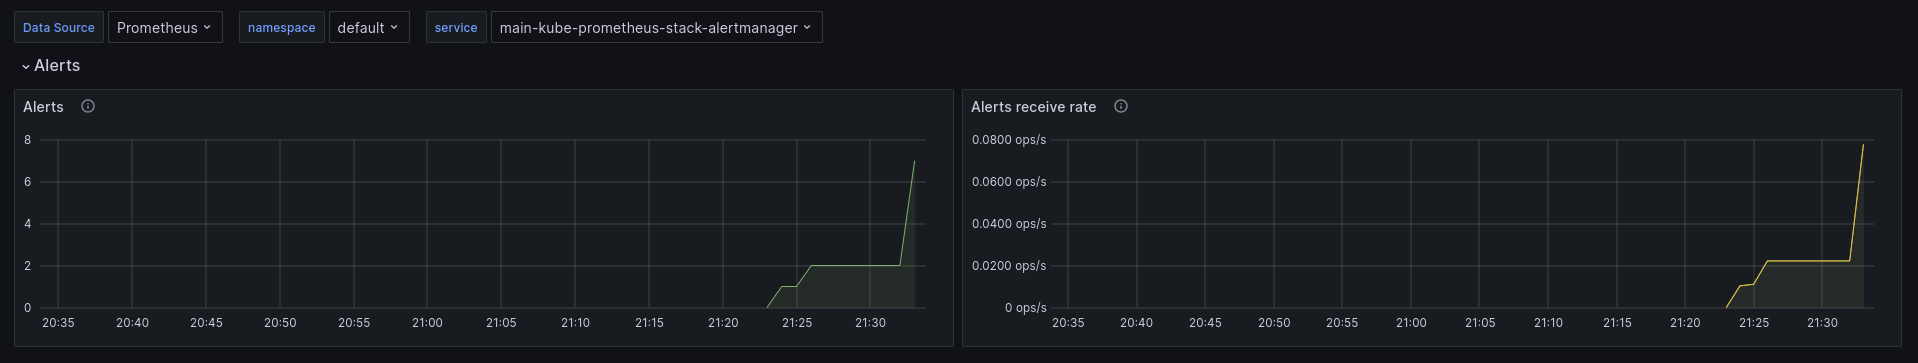 Data Source Prometheus namespace default service main-kube-prometheus-stack-alertmanager
Alerts
Alerts
8
6
4
2
0
20:35 20:40 20:45 20:50 20:55 21:00 21:05 21:10 21:15 21:20 21:25 21:30
Alerts receive rate
0.0800 ops/s
0.0600 ops/s
0.0400 ops/s
0.0200 ops/s
0 ops/s
20:35 20:40 20:45 20:50 20:55 21:00 21:05 21:10 21:15 21:20 21:25 21:30